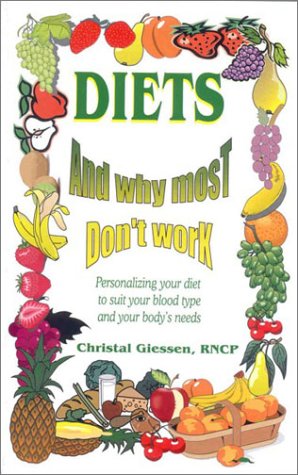 DIETS
And why most
Don't work
Personalizing your diet
to suit your blood type
and your body's needs
Christal Giessen, RNCP